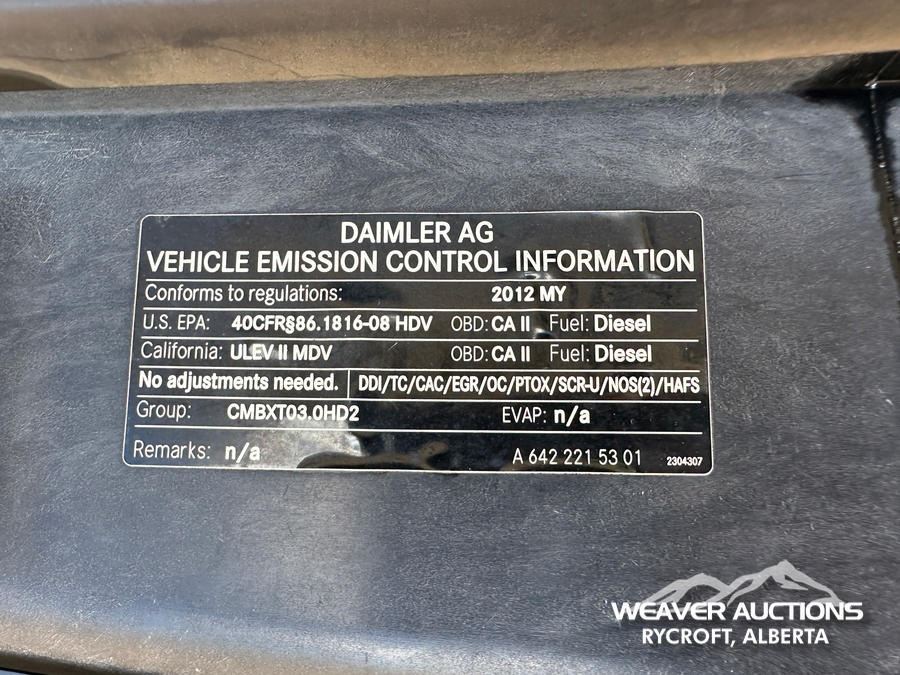 DAIMLER AG
VEHICLE EMISSION CONTROL INFORMATION
Conforms to regulations: 2012 MY
U.S. EPA: 40CFR§86.1816-08 HDV OBD: CA II Fuel: Diesel
California: ULEV II MDV OBD: CA II Fuel: Diesel
No adjustments needed. DDI/TC/CAC/EGR/OC/PTOX/SCR-U/NOS(2)/HAFS
Group: CMBXT03.0HD2 EVAP: n/a
Remarks: n/a A 642 221 53 01 2304307
WEAVER AUCTIONS
RYCROFT, ALBERTA